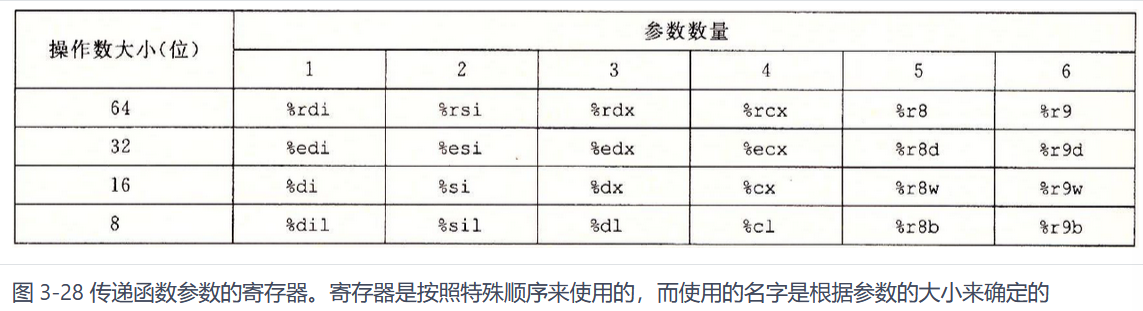 操作数大小(位)
参数数量
1 2 3 4 5 6
64 %rdi %rsi %rdx %rcx %r8 %r9
32 %edi %esi %edx %ecx %r8d %r9d
16 %di %si %dx %cx %r8w %r9w
8 %dil %sil %dl %cl %r8b %r9b
图 3-28 传递函数参数的寄存器。寄存器是按照特殊顺序来使用的，而使用的名字是根据参数的大小来确定的